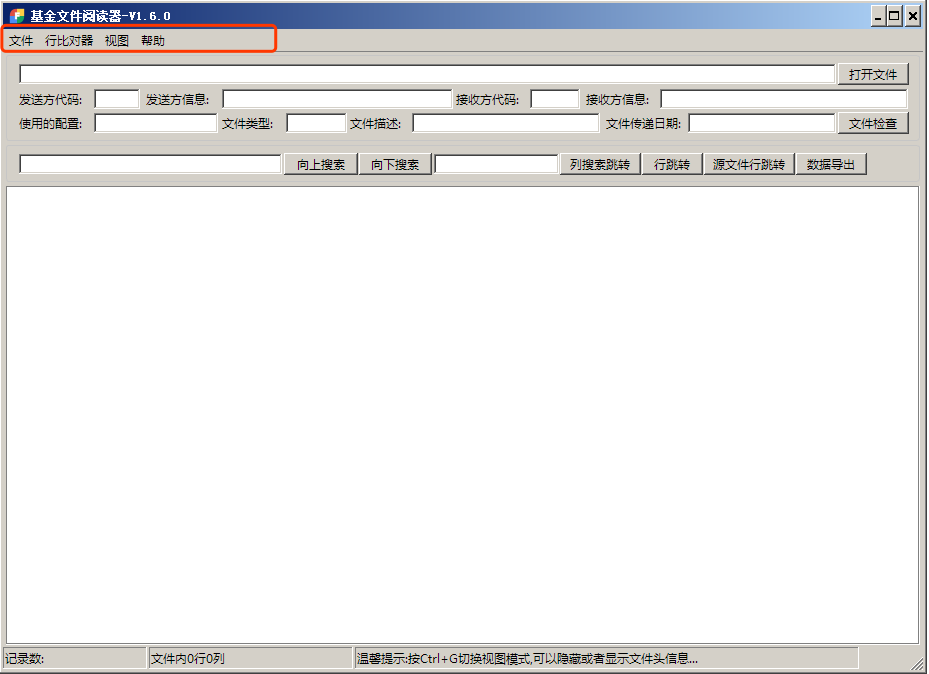 基金文件阅读器-V1.6.0
文件 行比对器 视图 帮助
打开文件
发送方代码: 发送方信息: 接收方代码: 接收方信息:
使用的配置: 文件类型: 文件描述: 文件传递日期: 文件检查
向上搜索 向下搜索 列搜索跳转 行跳转 源文件行跳转 数据导出
记录数: 文件内0行0列 温馨提示:按Ctrl+G切换视图模式,可以隐藏或者显示文件头信息...